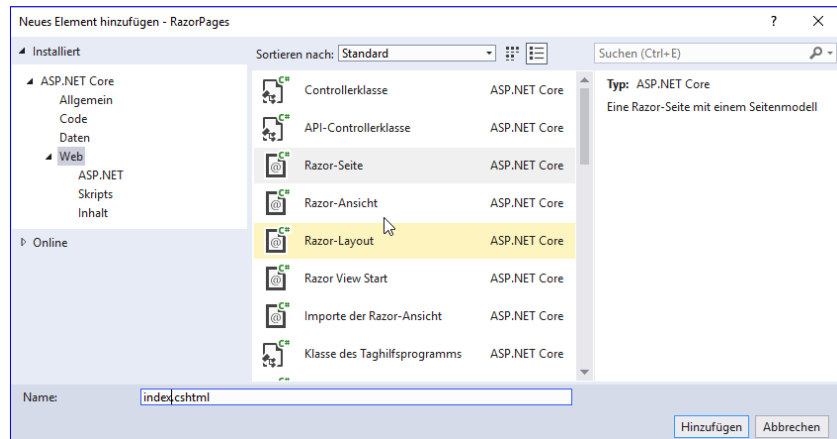 Neues Element hinzufügen - RazorPages
Installiert
Sortieren nach: Standard
Suchen (Ctrl+E)
ASP.NET Core
Allgemein
Code
Daten
Web
ASP.NET
Skripts
Inhalt
Online
C# Controllerklasse ASP.NET Core
C# API-Controllerklasse ASP.NET Core
C# @ Razor-Seite ASP.NET Core
C# @ Razor-Ansicht ASP.NET Core
C# @ Razor-Layout ASP.NET Core
C# @ Razor View Start ASP.NET Core
C# @ Importe der Razor-Ansicht ASP.NET Core
C# Klasse des Taghilfsprogramms ASP.NET Core
Typ: ASP.NET Core
Eine Razor-Seite mit einem Seitenmodell
Name: index.cshtml
Hinzufügen Abbrechen